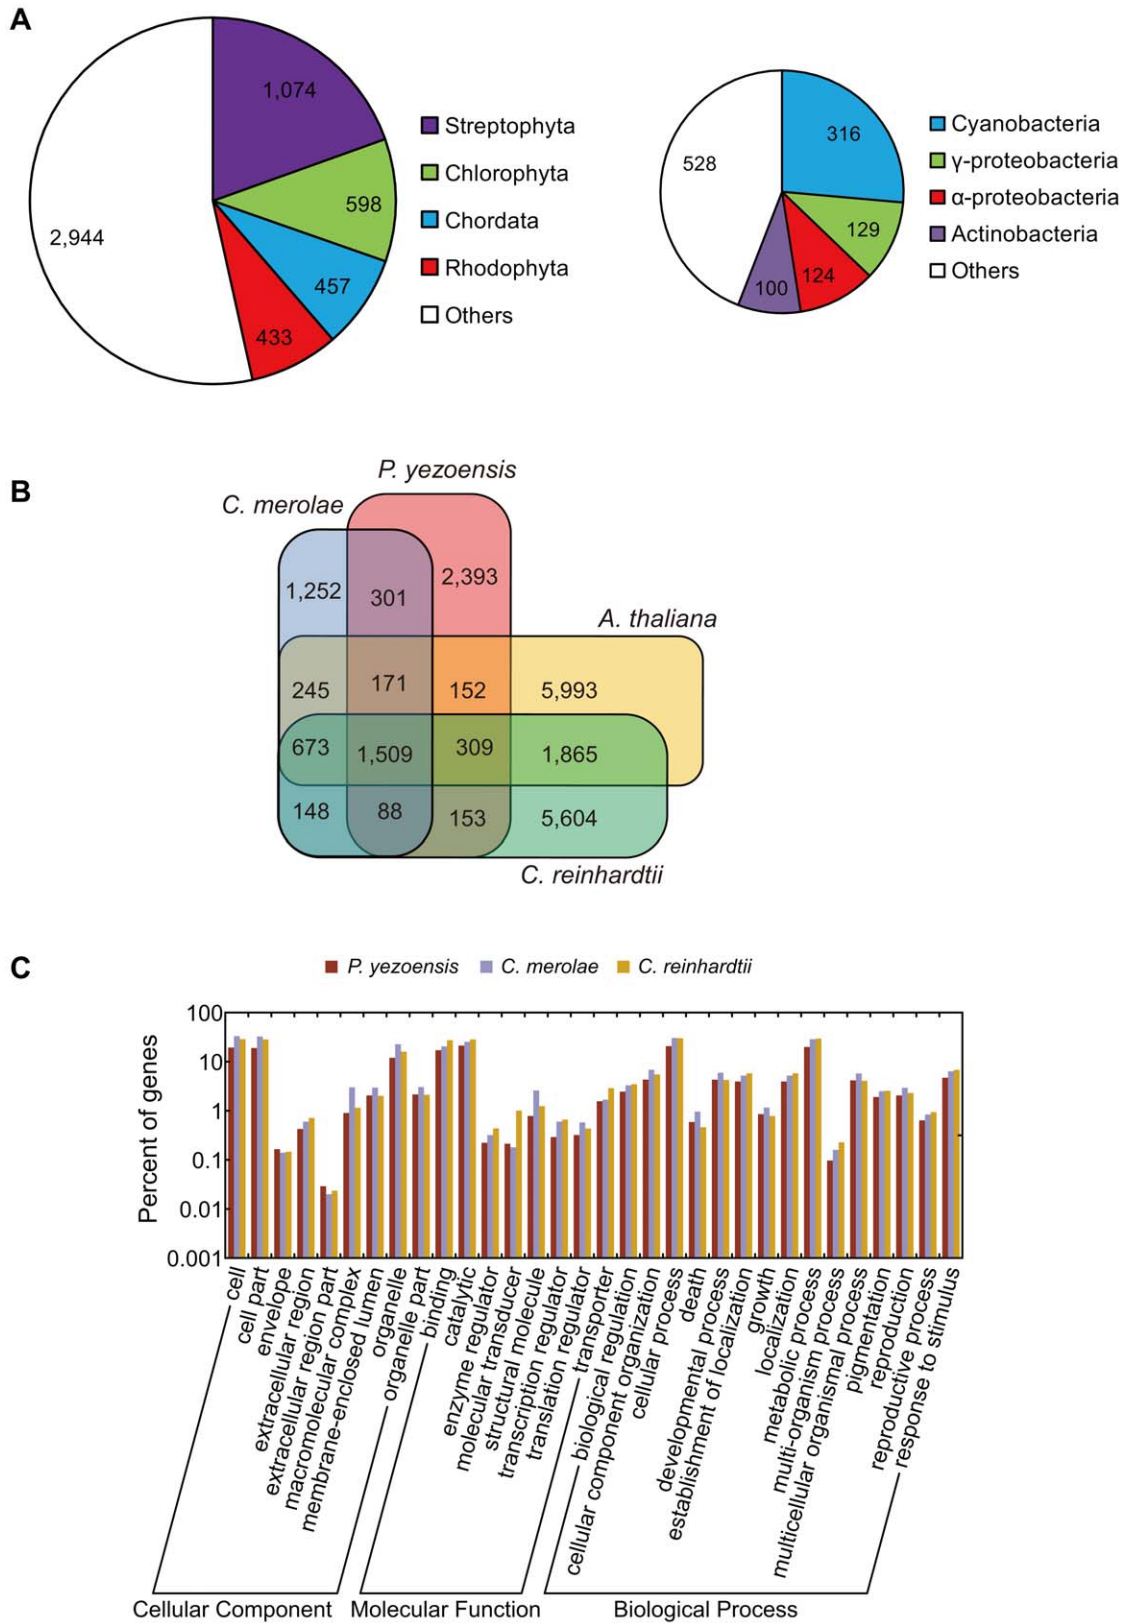 A
1,074
598
457
433
2,944
Streptophyta
Chlorophyta
Chordata
Rhodophyta
Others
316
129
124
100
528
Cyanobacteria
γ-proteobacteria
α-proteobacteria
Actinobacteria
Others
B
P. yezoensis
C. merolae
A. thaliana
1,252
301
2,393
245
171
152
5,993
673
1,509
309
1,865
148
88
153
5,604
C. reinhardtii
C
P. yezoensis
C. merolae
C. reinhardtii
Percent of genes
100
10
1
0.1
0.01
0.001
cell
cell part
envelope
extracellular region
extracellular region part
macromolecular complex
membrane-enclosed lumen
organelle
organelle part
binding
catalytic
enzyme regulator
molecular transducer
structural molecule
transcription regulator
translation regulator
transporter
biological regulation
cellular component organization
cellular process
death
developmental process
establishment of localization
growth
localization
metabolic process
multi-organism process
multicellular organismal process
pigmentation
reproduction
reproductive process
response to stimulus
Cellular Component
Molecular Function
Biological Process